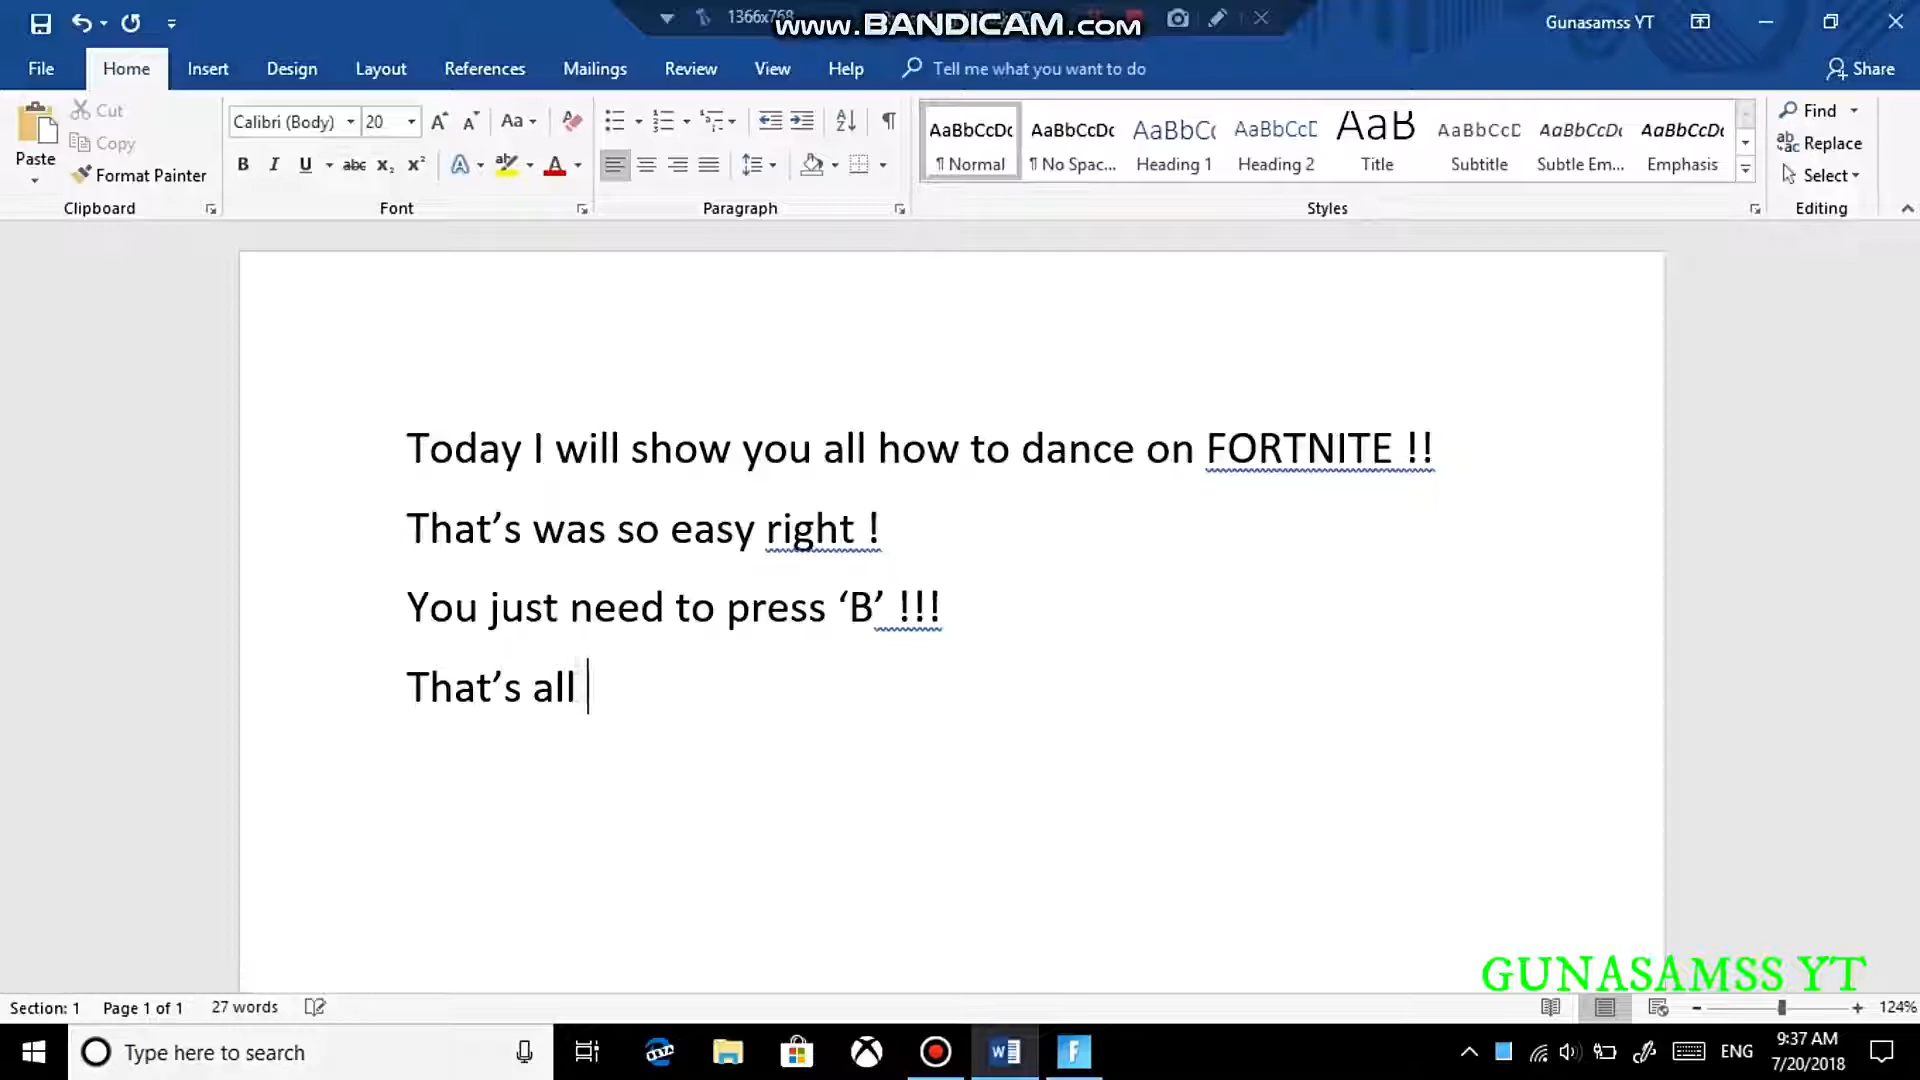 1366x768
www.BANDICAM.com
Gunasamss YT
File Home Insert Design Layout References Mailings Review View Help Tell me what you want to do Share
Paste
Cut
Copy
Format Painter
Clipboard
Calibri (Body) 20
Font
Paragraph
AaBbCcDc AaBbCcDc AaBbC AaBbCcD AaB AaBbCcD AaBbCcDc AaBbCcDc
¶ Normal ¶ No Spac... Heading 1 Heading 2 Title Subtitle Subtle Em... Emphasis
Styles
Find
Replace
Select
Editing
Today I will show you all how to dance on FORTNITE !!
That’s was so easy right !
You just need to press ‘B’ !!!
That’s all
GUNASAMSS YT
Section: 1 Page 1 of 1 27 words 124%
Type here to search
ENG
9:37 AM
7/20/2018